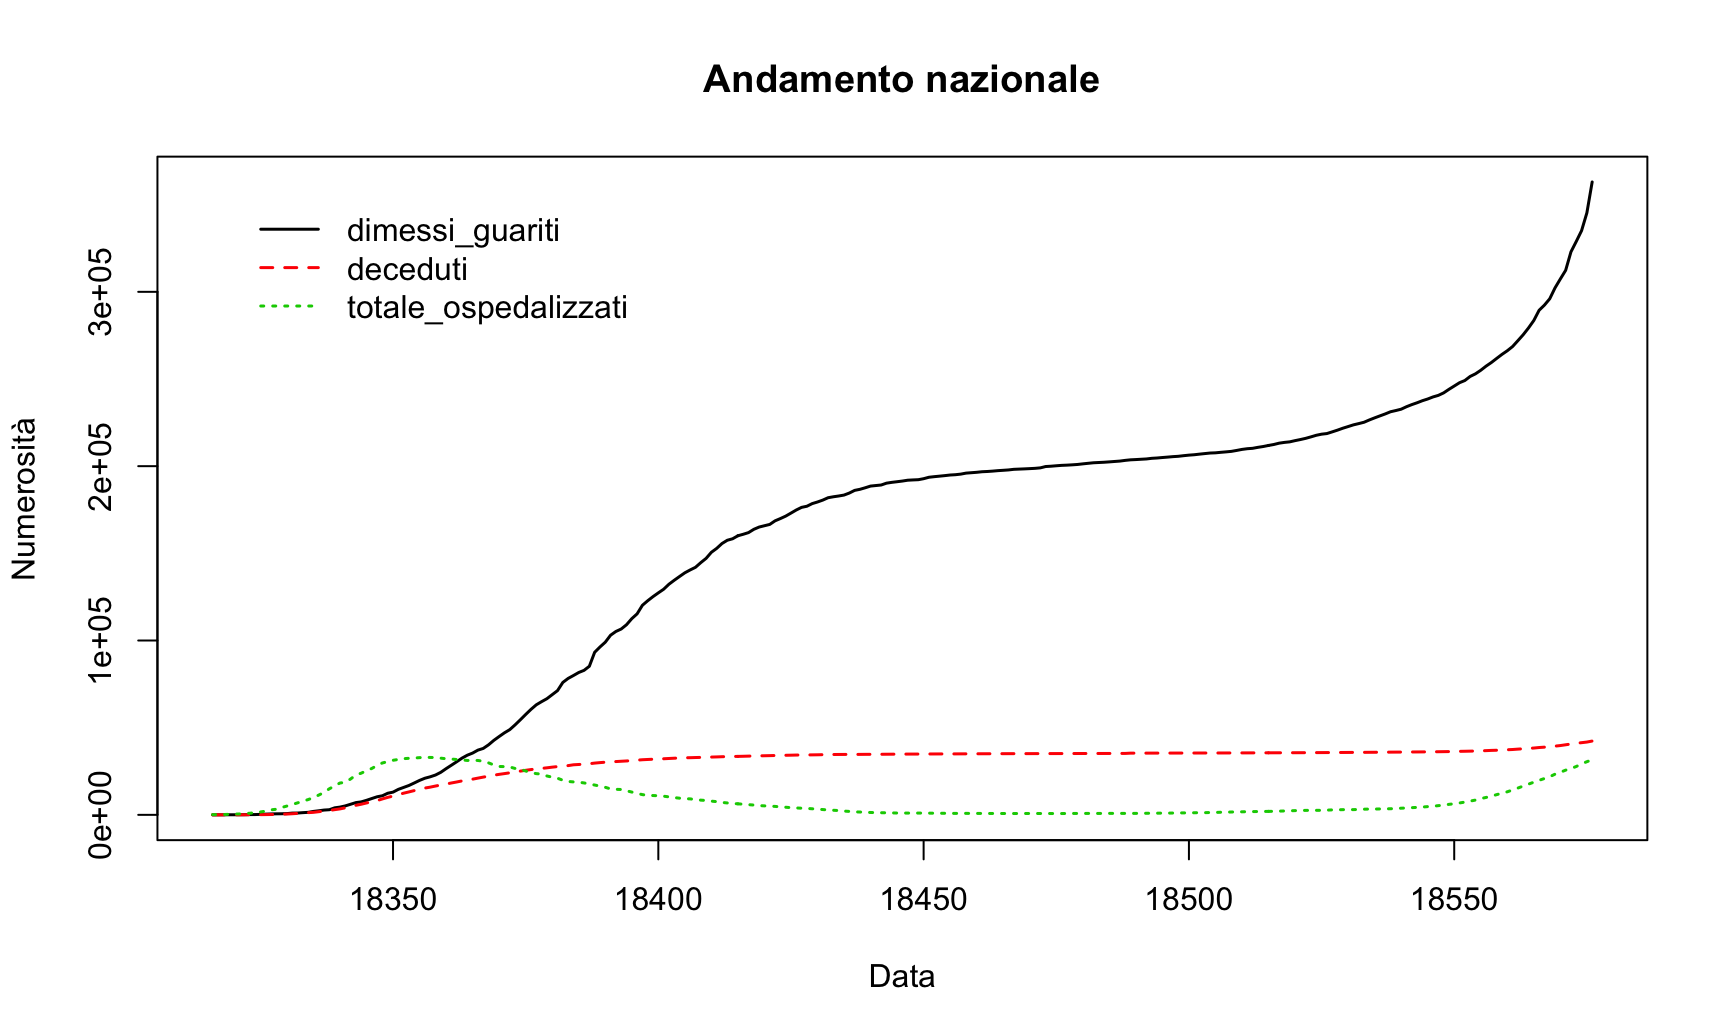 Andamento nazionale
dimessi_guariti
deceduti
totale_ospedalizzati
Numerosità
3e+05
2e+05
1e+05
0e+00
18350 18400 18450 18500 18550
Data